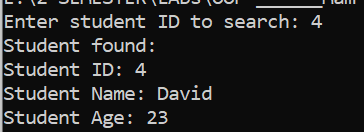 Enter student ID to search: 4
Student found:
Student ID: 4
Student Name: David
Student Age: 23